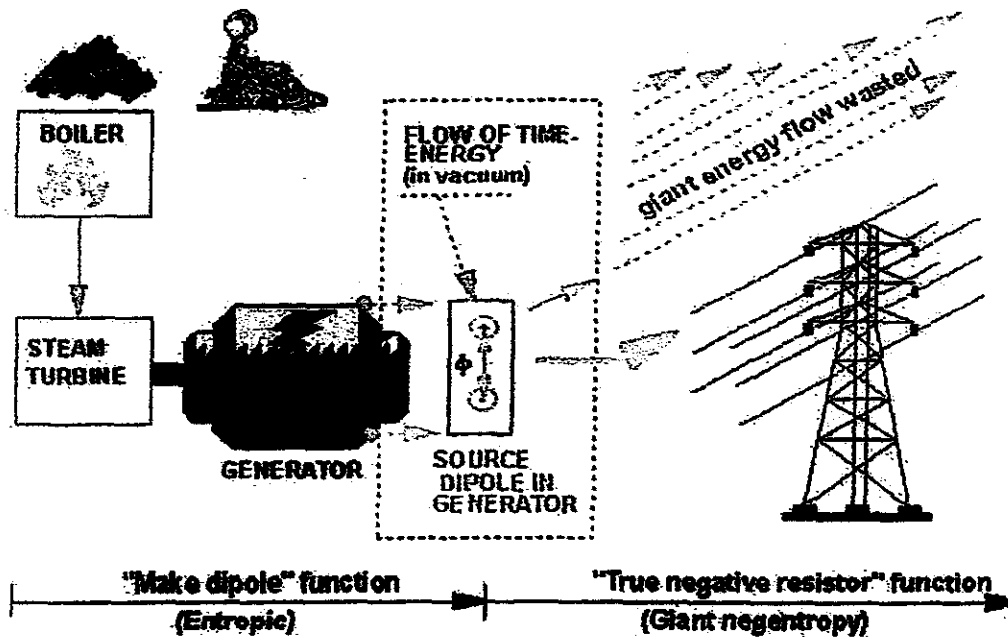 BOILER
FLOW OF TIME-
ENERGY
(in vacuum)
giant energy flow wasted
STEAM
TURBINE
Φ
GENERATOR
SOURCE
DIPOLE IN
GENERATOR
"Make dipole" function
(Entropic)
"True negative resistor" function
(Giant negentropy)